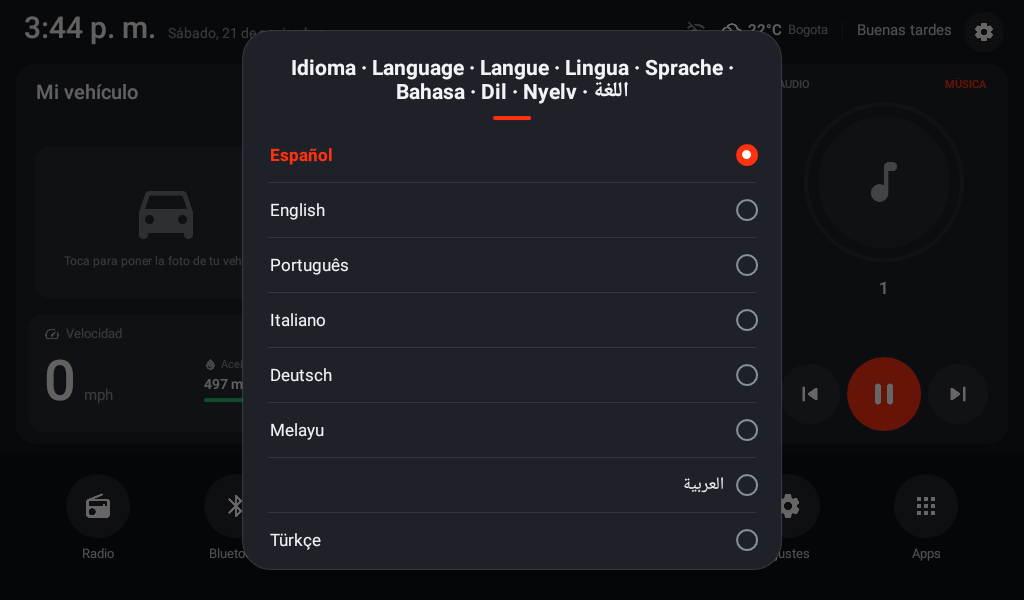 3:44 p. m.
Sábado, 21 de
22°C
Bogota
Buenas tardes
Mi vehículo
Idioma · Language · Langue · Lingua · Sprache ·
Bahasa · Dil · Nyelv · اللغة
MÚSICA
Español
English
Português
Italiano
Deutsch
Melayu
العربية
Türkçe
Toca para poner la foto de tu veh
1
Velocidad
0 mph
Acel
497 m
Radio
Blueto
ustes
Apps